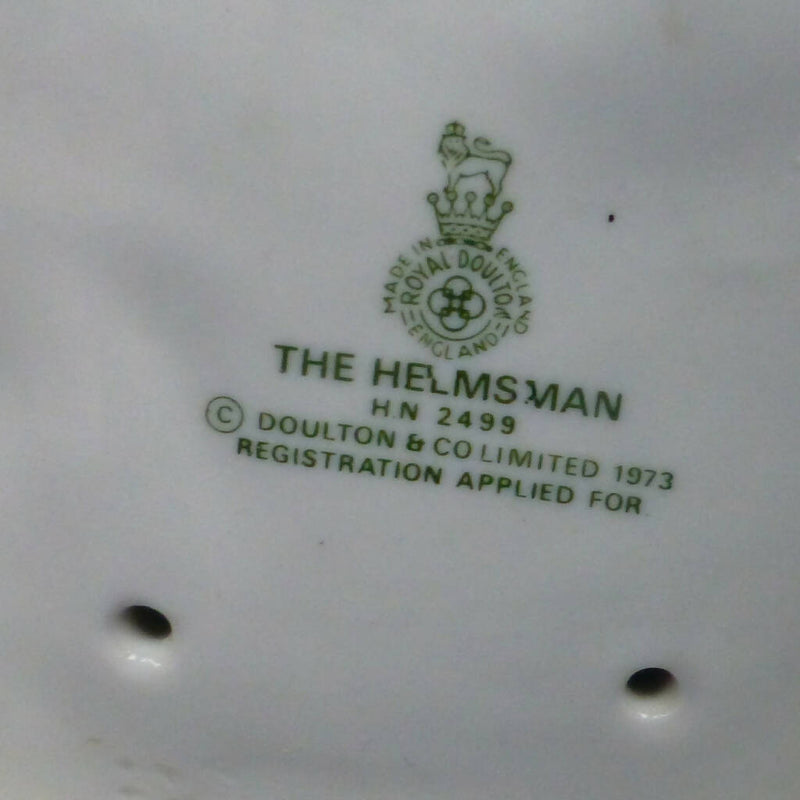 MADE IN ENGLAND
ROYAL DOULTON
ENGLAND
THE HELMSMAN
H.N 2499
© DOULTON & CO LIMITED 1973
REGISTRATION APPLIED FOR